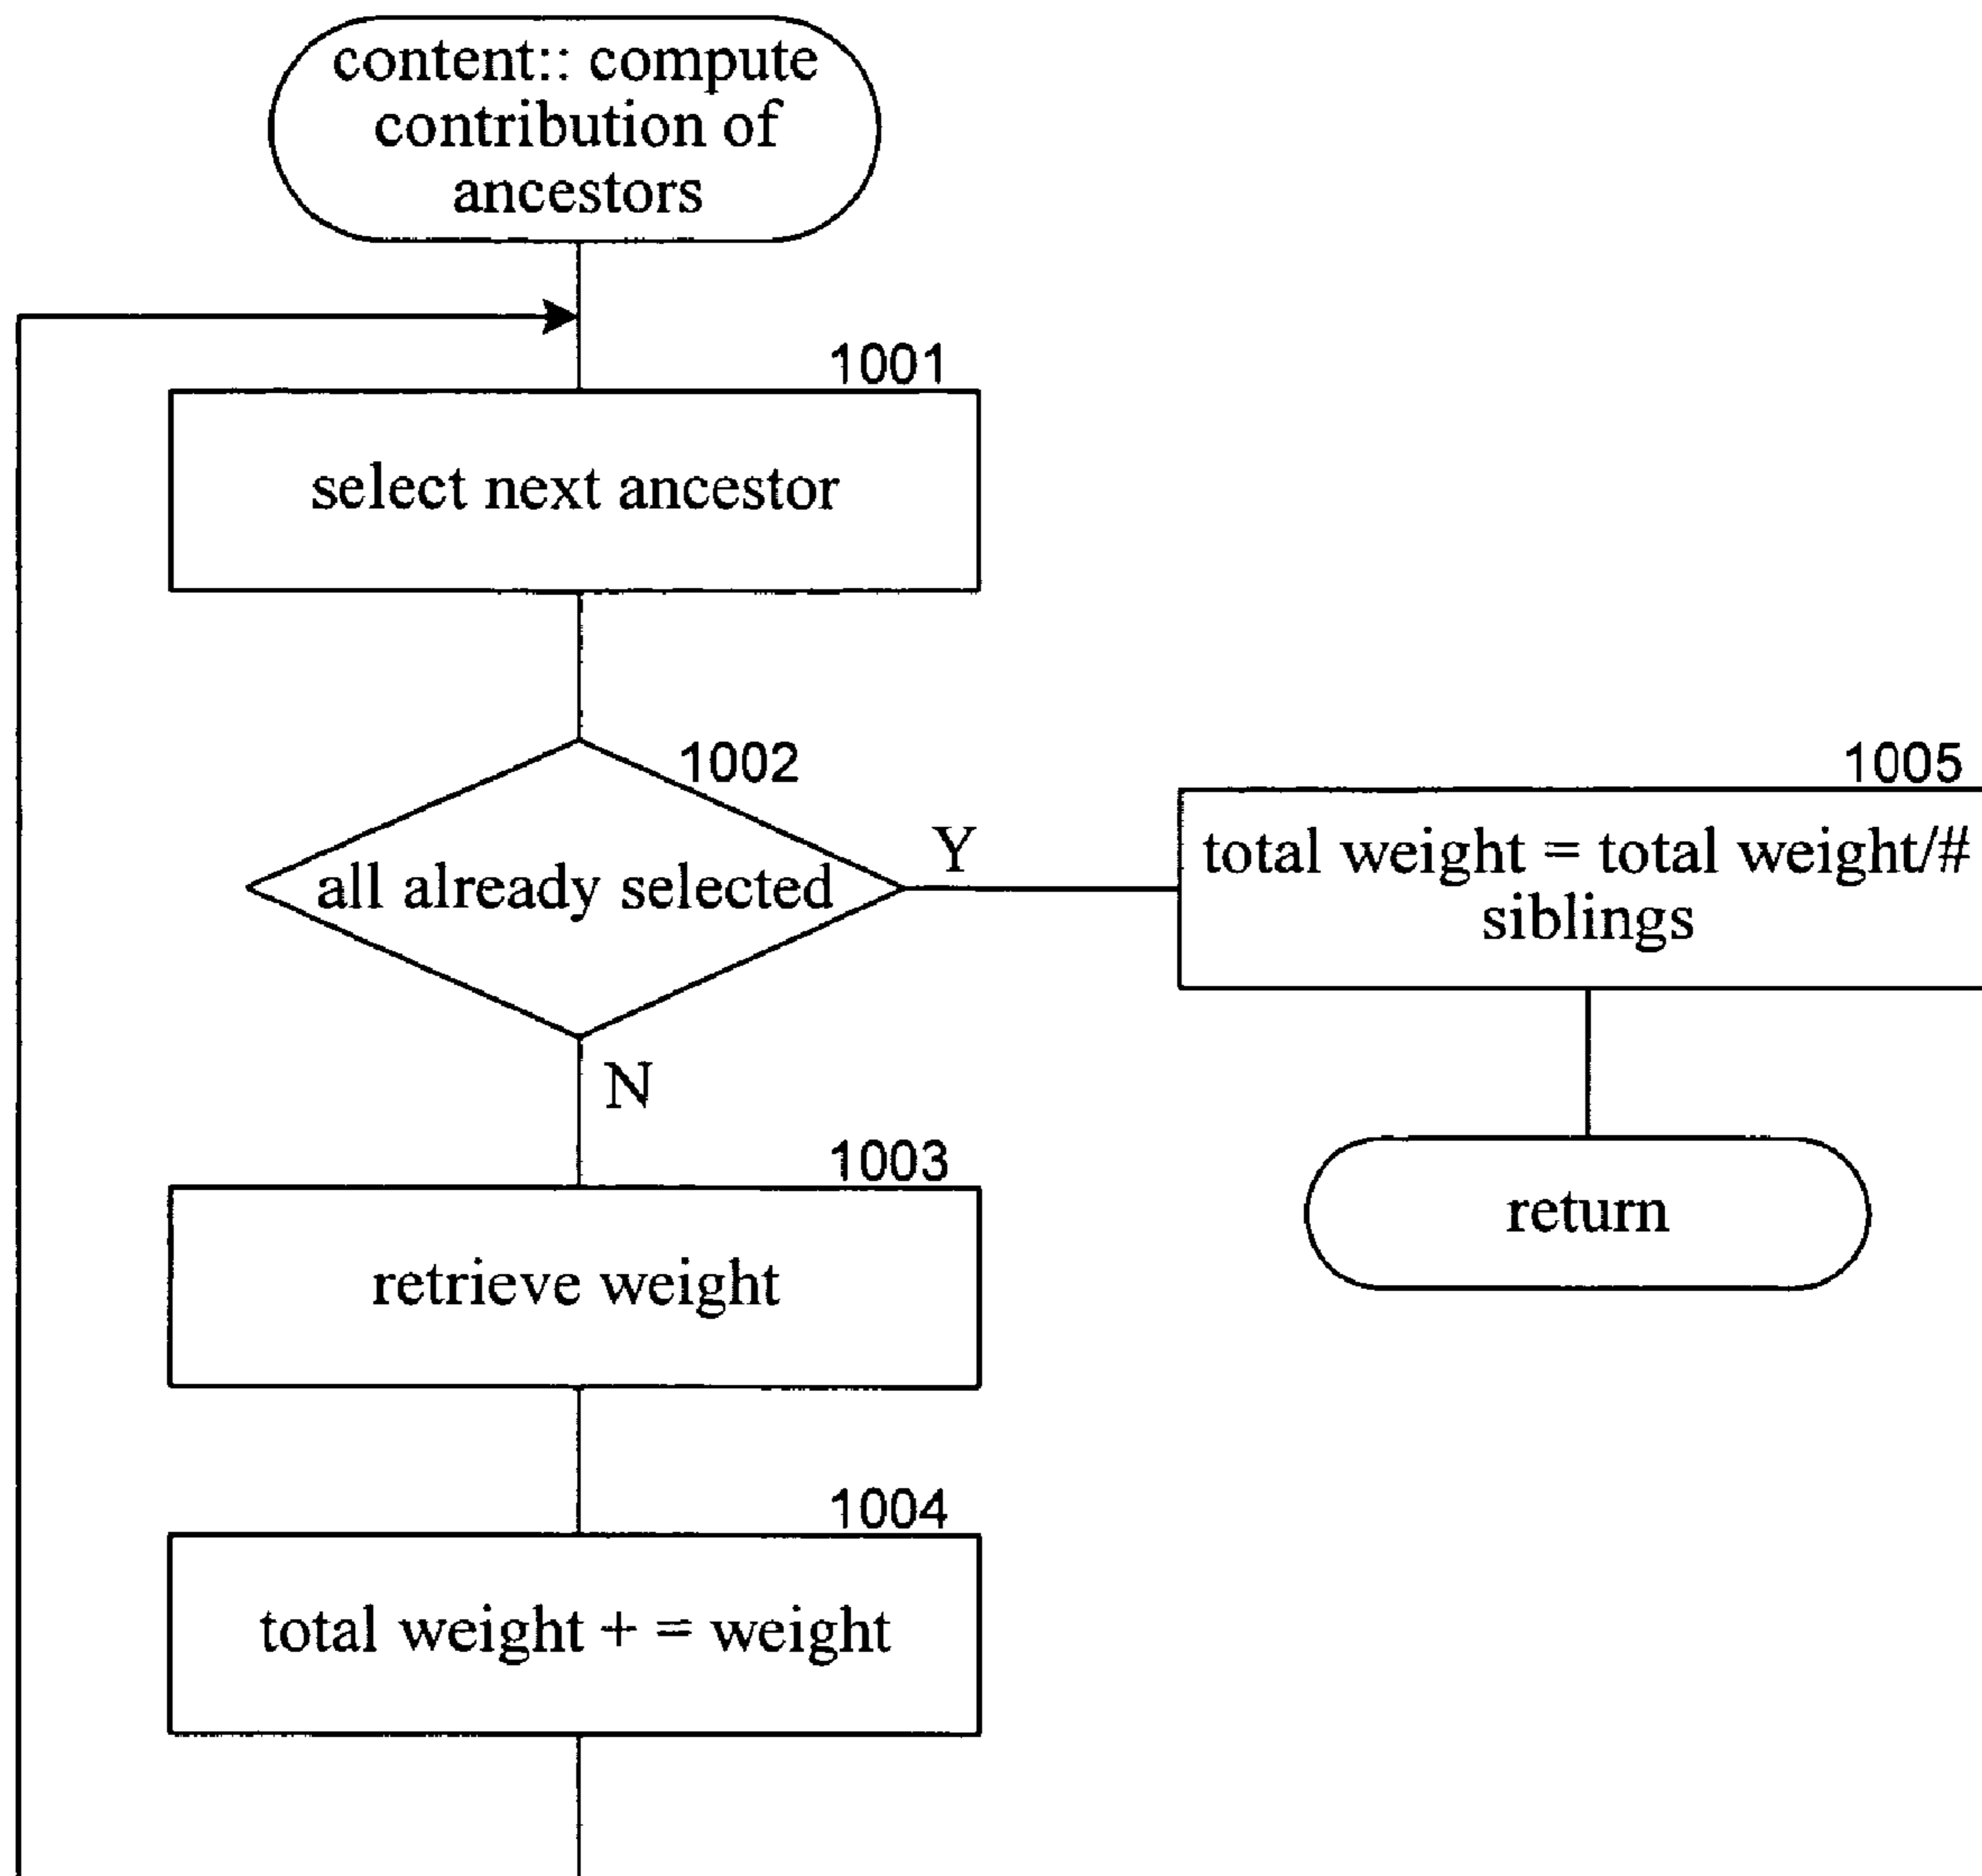 content:: compute
contribution of
ancestors
1001
select next ancestor
1002
all already selected
Y
N
1005
total weight = total weight/#
siblings
return
1003
retrieve weight
1004
total weight + = weight